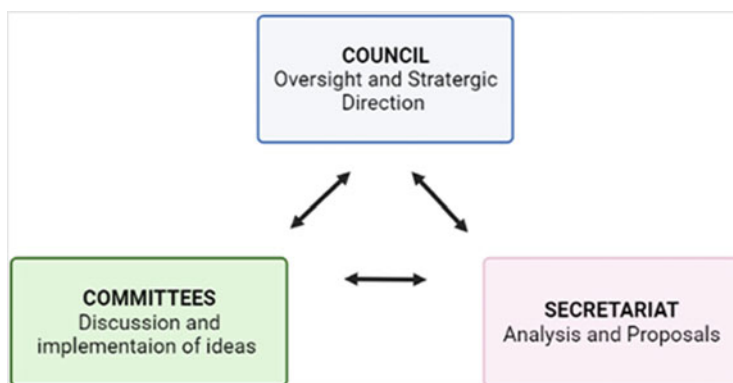 COUNCIL
Oversight and Stratergic
Direction
COMMITTEES
Discussion and
implementaion of ideas
SECRETARIAT
Analysis and Proposals